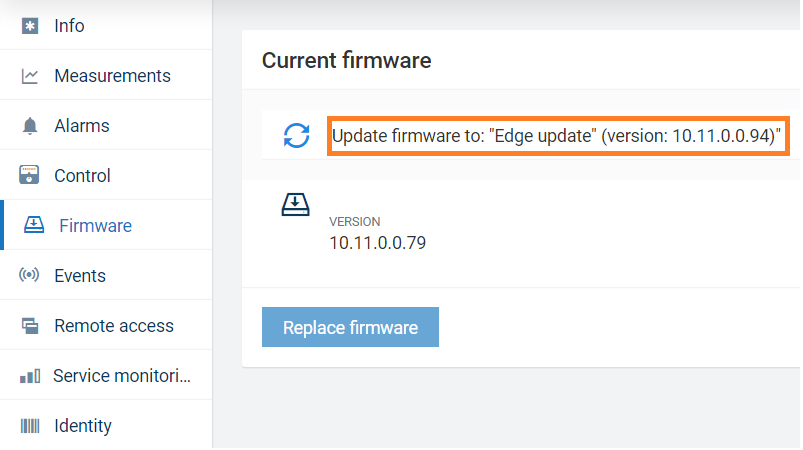 Info
Measurements
Alarms
Control
Firmware
Events
Remote access
Service monitori...
Identity
Current firmware
Update firmware to: "Edge update" (version: 10.11.0.0.94)"
VERSION
10.11.0.0.79
Replace firmware